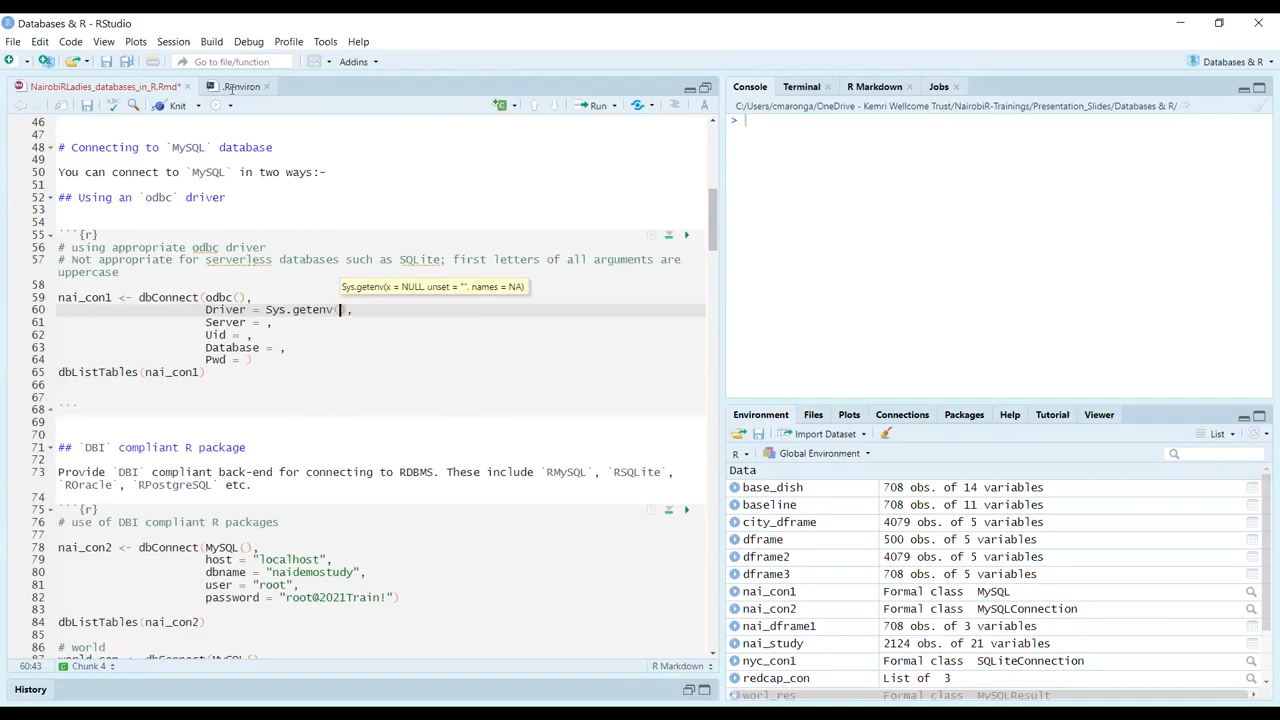 Databases & R - RStudio
File Edit Code View Plots Session Build Debug Profile Tools Help
Go to file/function Addins Databases & R
NairobiRLadies_databases_in_R.Rmd* .Renviron
Knit Run
46
47
48 # Connecting to `MySQL` database
49
50 You can connect to `MySQL` in two ways:-
51
52 ## Using an `odbc` driver
53
54
55 ```{r}
56 # using appropriate odbc driver
57 # Not appropriate for serverless databases such as SQLite; first letters of all arguments are
uppercase
58
Sys.getenv(x = NULL, unset = "", names = NA)
59 nai_con1 <- dbConnect(odbc(),
60 Driver = Sys.getenv(),
61 Server = ,
62 Uid = ,
63 Database = ,
64 Pwd = )
65 dbListTables(nai_con1)
66
67
68 ```
69
70
71 ## `DBI` compliant R package
72
73 Provide `DBI` compliant back-end for connecting to RDBMS. These include `RMySQL`, `RSQLite`,
`ROracle`, `RPostgreSQL` etc.
74
75 ```{r}
76 # use of DBI compliant R packages
77
78 nai_con2 <- dbConnect(MySQL(),
79 host = "localhost",
80 dbname = "naidemostudy",
81 user = "root",
82 password = "root@2021Train!")
83
84 dbListTables(nai_con2)
85
86 # world
87 world_con <- dbConnect(MySQL()
60:43 Chunk 4 R Markdown
History
Console Terminal R Markdown Jobs
C:/Users/cmaronga/OneDrive - Kemri Wellcome Trust/NairobiR-Trainings/Presentation_Slides/Databases & R/
>
Environment Files Plots Connections Packages Help Tutorial Viewer
Import Dataset List
R Global Environment
Data
base_dish 708 obs. of 14 variables
baseline 708 obs. of 11 variables
city_dframe 4079 obs. of 5 variables
dframe 500 obs. of 5 variables
dframe2 4079 obs. of 5 variables
dframe3 708 obs. of 5 variables
nai_con1 Formal class MySQL
nai_con2 Formal class MySQLConnection
nai_dframe1 708 obs. of 3 variables
nai_study 2124 obs. of 21 variables
nyc_con1 Formal class SQLiteConnection
redcap_con List of 3
worl_res Formal class MySQLResult